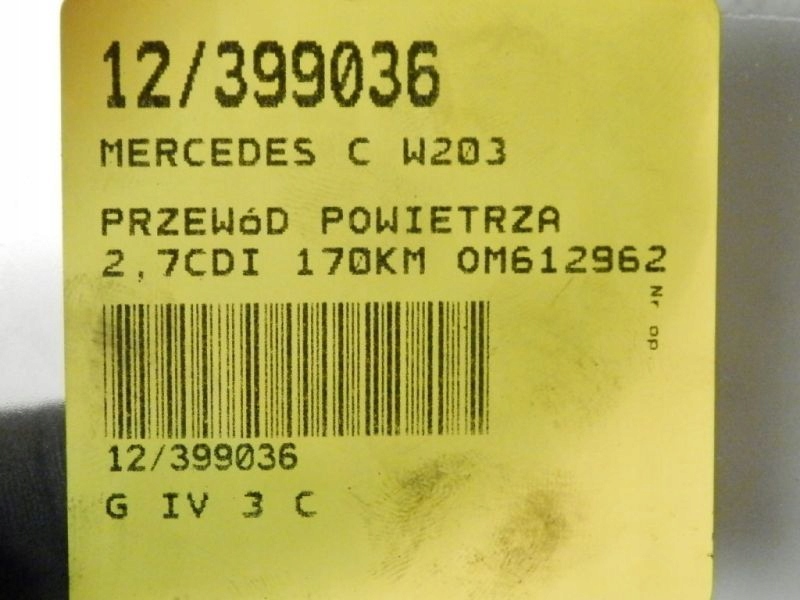 12/399036
MERCEDES C W203
PRZEWóD POWIETRZA
2,7CDI 170KM OM612962
Nr op
12/399036
G IV 3 C